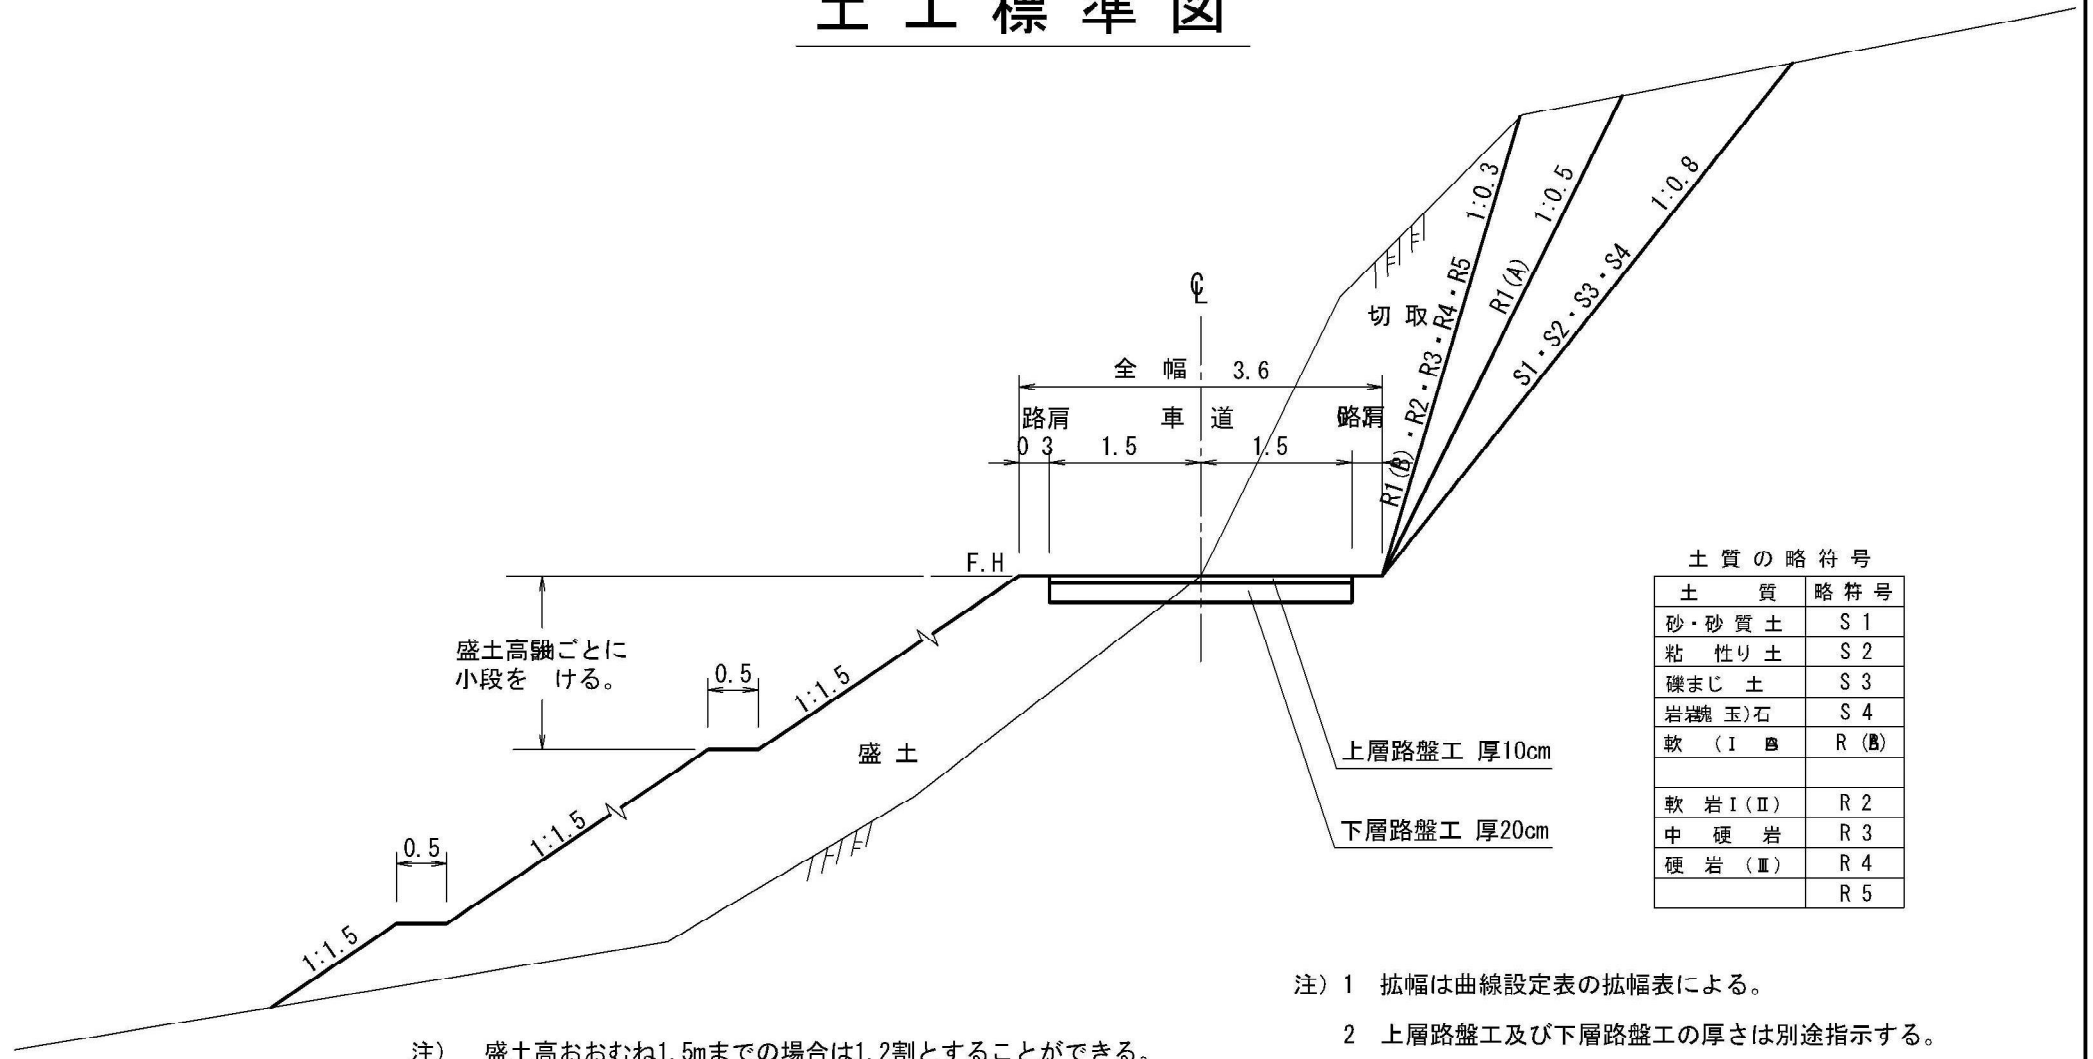 土工標準図
1:0.3
1:0.5
1:0.8
R1(B)・R2・R3・R4・R5
R1(A)
S1・S2・S3・S4
切取
全幅 3.6
路肩 車道 路肩
0 3 1.5 1.5
F.H
盛土高 ごとに
小段を ける。
0.5
1:1.5
盛土
0.5
1:1.5
1:1.5
上層路盤工 厚10cm
下層路盤工 厚20cm
土質の略符号
土 質 略符号
砂・砂質土 S 1
粘 性り 土 S 2
礫まじ 土 S 3
玉)石 S 4
軟 (I R
軟 岩I(II) R 2
中 硬 岩 R 3
硬 岩 (III) R 4
R 5
注) 1 拡幅は曲線設定表の拡幅表による。
2 上層路盤工及び下層路盤工の厚さは別途指示する。
注) 盛土高おおむね1.5mまでの場合は1.2割とすることができる。